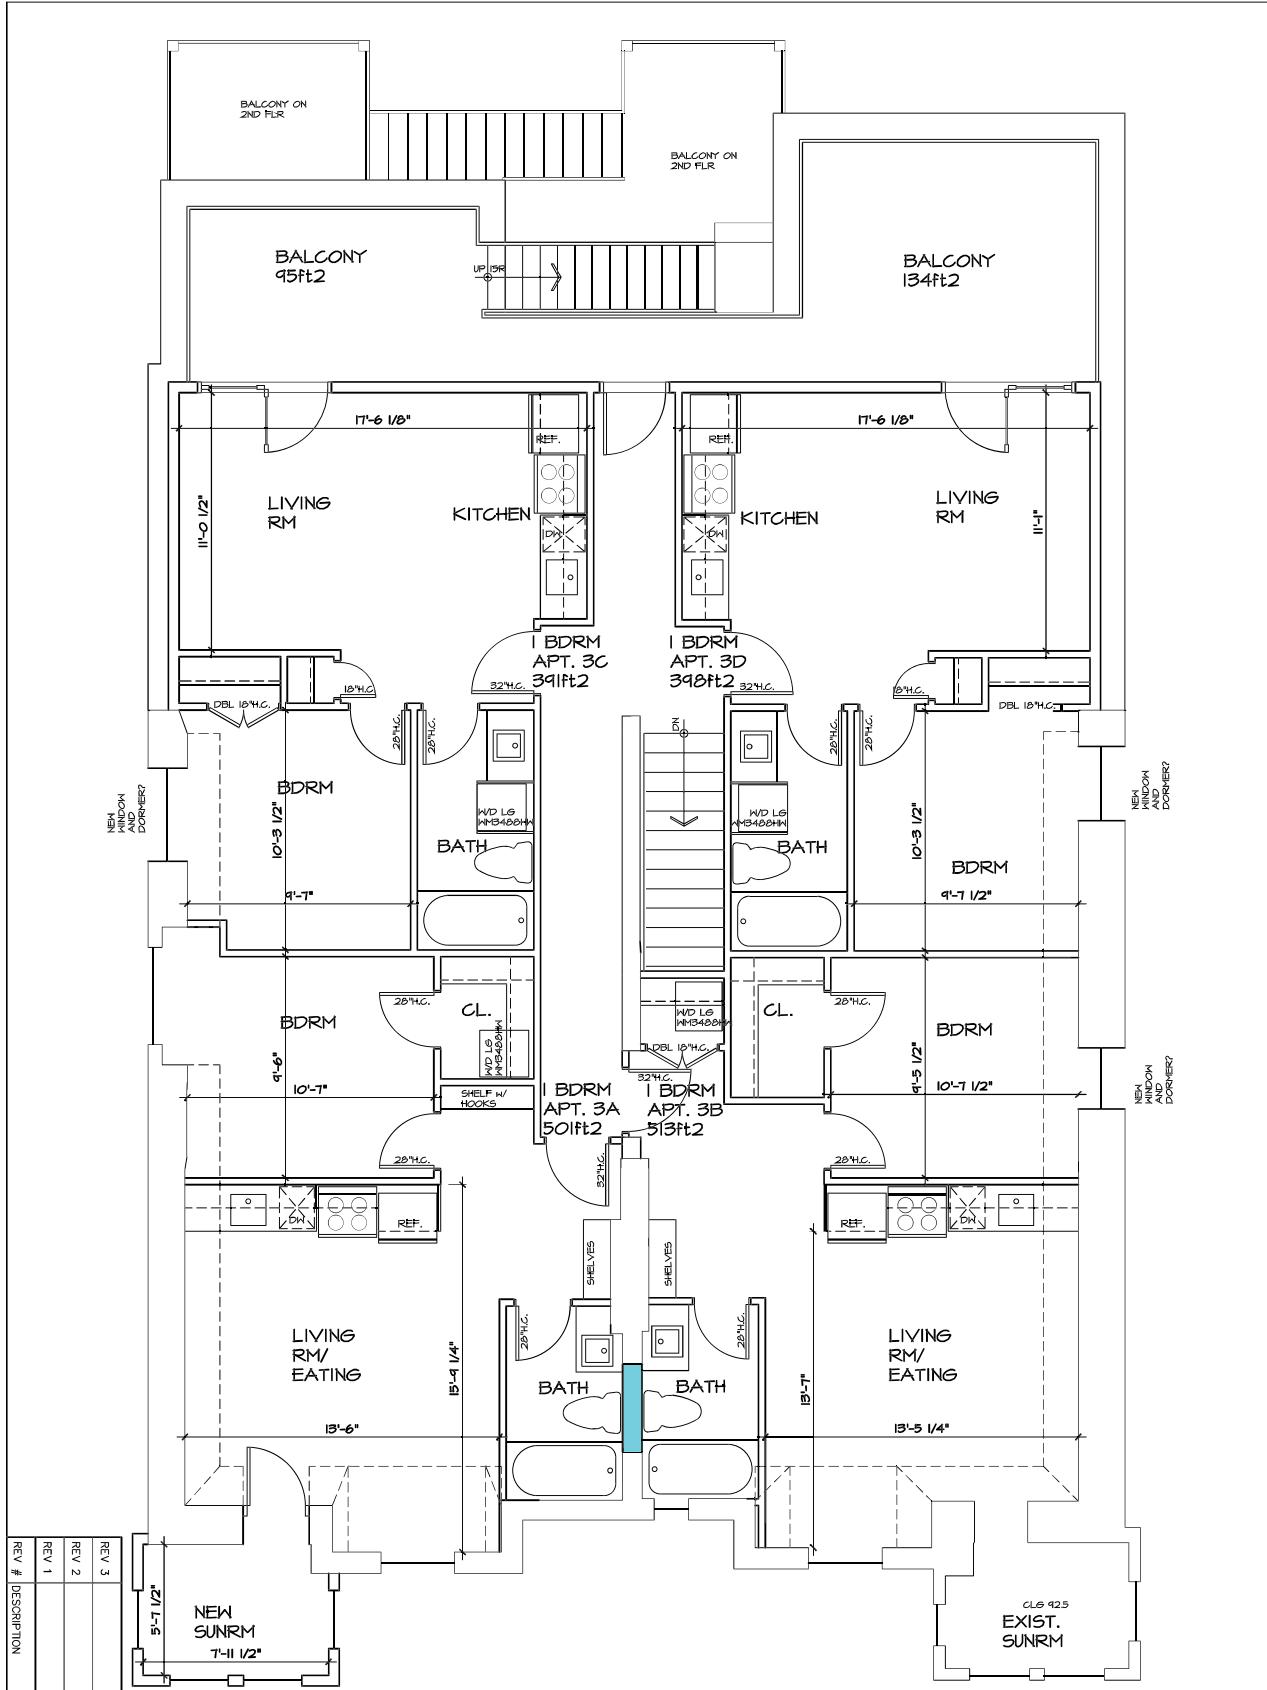 BALCONY ON
2ND FLR
BALCONY ON
2ND FLR
BALCONY
95ft2
UP 13R
BALCONY
134ft2
17'-6 1/8"
17'-6 1/8"
REF.
REF.
LIVING
RM
KITCHEN
KITCHEN
LIVING
RM
11'-0 1/2"
11'-1"
DW
DW
1 BDRM
APT. 3C
391ft2
1 BDRM
APT. 3D
398ft2
18"H.C.
32"H.C.
32"H.C.
18"H.C.
DBL 18"H.C.
DBL 18"H.C.
28"H.C.
28"H.C.
28"H.C.
28"H.C.
DN
NEW
WINDOW
AND
DORMER?
BDRM
10'-3 1/2"
W/D LG
WM3488HW
BATH
W/D LG
WM3488HW
BATH
10'-3 1/2"
BDRM
NEW
WINDOW
AND
DORMER?
9'-7"
9'-7 1/2"
BDRM
28"H.C.
CL.
W/D LG
WM3488HW
W/D LG
WM3488HW
CL.
28"H.C.
BDRM
9'-6"
DBL 18"H.C.
32"H.C.
9'-5 1/2"
10'-7"
SHELF W/
HOOKS
1 BDRM
APT. 3A
501ft2
1 BDRM
APT. 3B
513ft2
10'-7 1/2"
NEW
WINDOW
AND
DORMER?
28"H.C.
32"H.C.
28"H.C.
DW
REF.
REF.
DW
SHELVES
SHELVES
LIVING
RM/
EATING
15'-9 1/4"
28"H.C.
28"H.C.
BATH
BATH
13'-7"
LIVING
RM/
EATING
13'-6"
13'-5 1/4"
REV 3
REV 2
REV 1
REV # DESCRIPTION
5'-7 1/2"
NEW
SUNRM
7'-11 1/2"
CLG 92.5
EXIST.
SUNRM